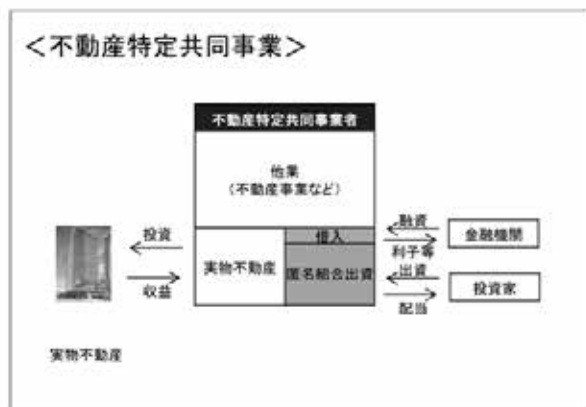 ＜不動産特定共同事業＞
不動産特定共同事業者
他業
（不動産事業など）
投資
収益
実物不動産
借入
匿名組合出資
融資
利子等
出資
配当
金融機関
投資家
実物不動産